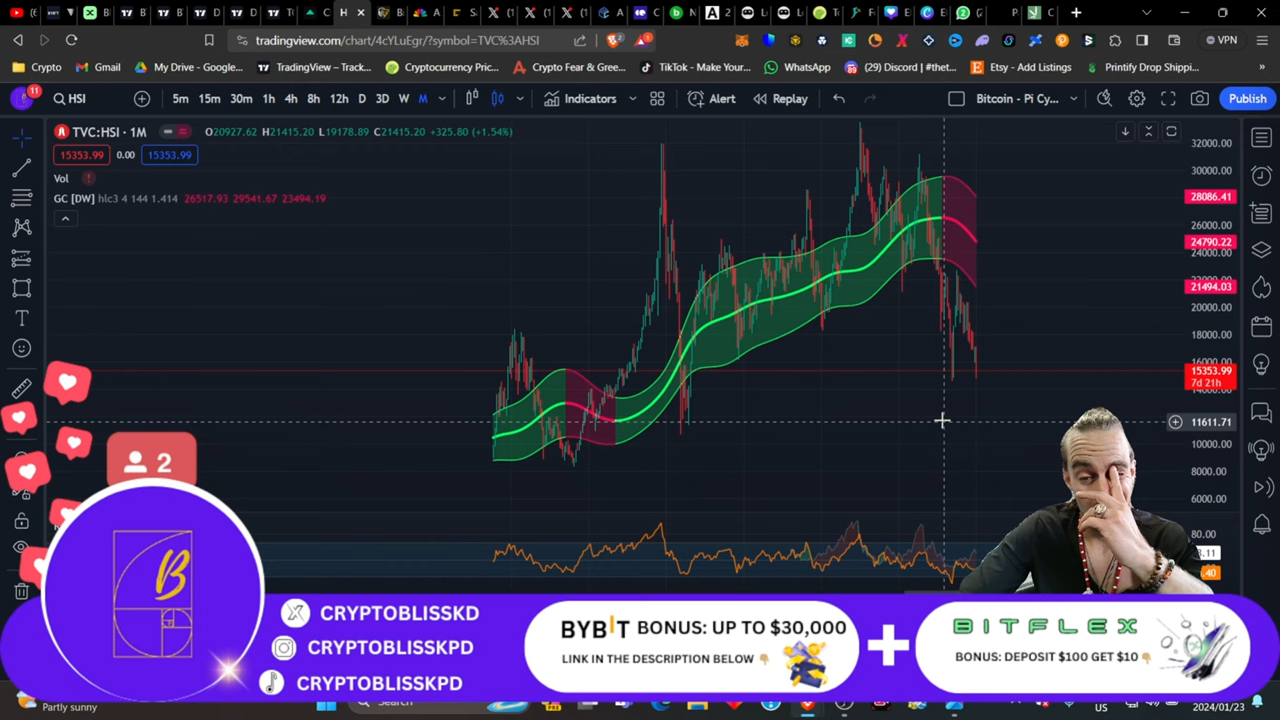 tradingview.com/chart/4cYLuEgr/?symbol=TVC%3AHSI
VPN
Crypto
Gmail
My Drive - Google...
TradingView – Track...
Cryptocurrency Pric...
Crypto Fear & Gree...
TikTok - Make Your...
WhatsApp
(29) Discord | #thet...
Etsy - Add Listings
Printify Drop Shippi...
11
HSI
5m 15m 30m 1h 4h 8h 12h D 3D W M
Indicators
Alert
Replay
Bitcoin - Pi Cy...
Publish
TVC:HSI · 1M
O20927.62 H21415.20 L19178.89 C21415.20 +325.80 (+1.54%)
15353.99 0.00 15353.99
Vol
GC [DW] hlc3 4 144 1.414 26517.93 29541.67 23494.19
32000.00
30000.00
28086.41
26000.00
24790.22
24000.00
22000.00
21494.03
20000.00
18000.00
16000.00
15353.99
7d 21h
14000.00
11611.71
10000.00
8000.00
6000.00
80.00
2
B
CRYPTOBLISSKD
CRYPTOBLISSKPD
CRYPTOBLISSKPD
BYBIT BONUS: UP TO $30,000
LINK IN THE DESCRIPTION BELOW
BITFLEX
BONUS: DEPOSIT $100 GET $10
Partly sunny
Search
US
2024/01/23